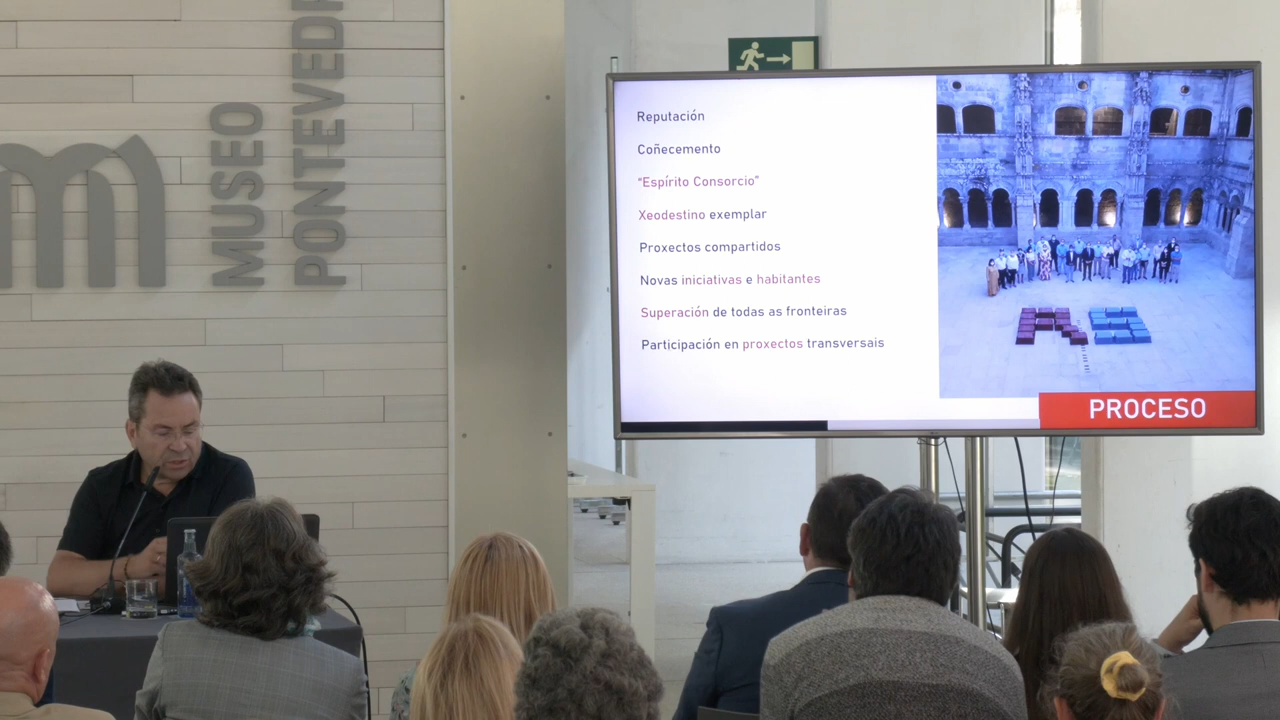 MUSEO
PONTEVEDR
Reputación
Coñecemento
“Espírito Consorcio”
Xeodestino exemplar
Proxectos compartidos
Novas iniciativas e habitantes
Superación de todas as fronteiras
Participación en proxectos transversais
PROCESO